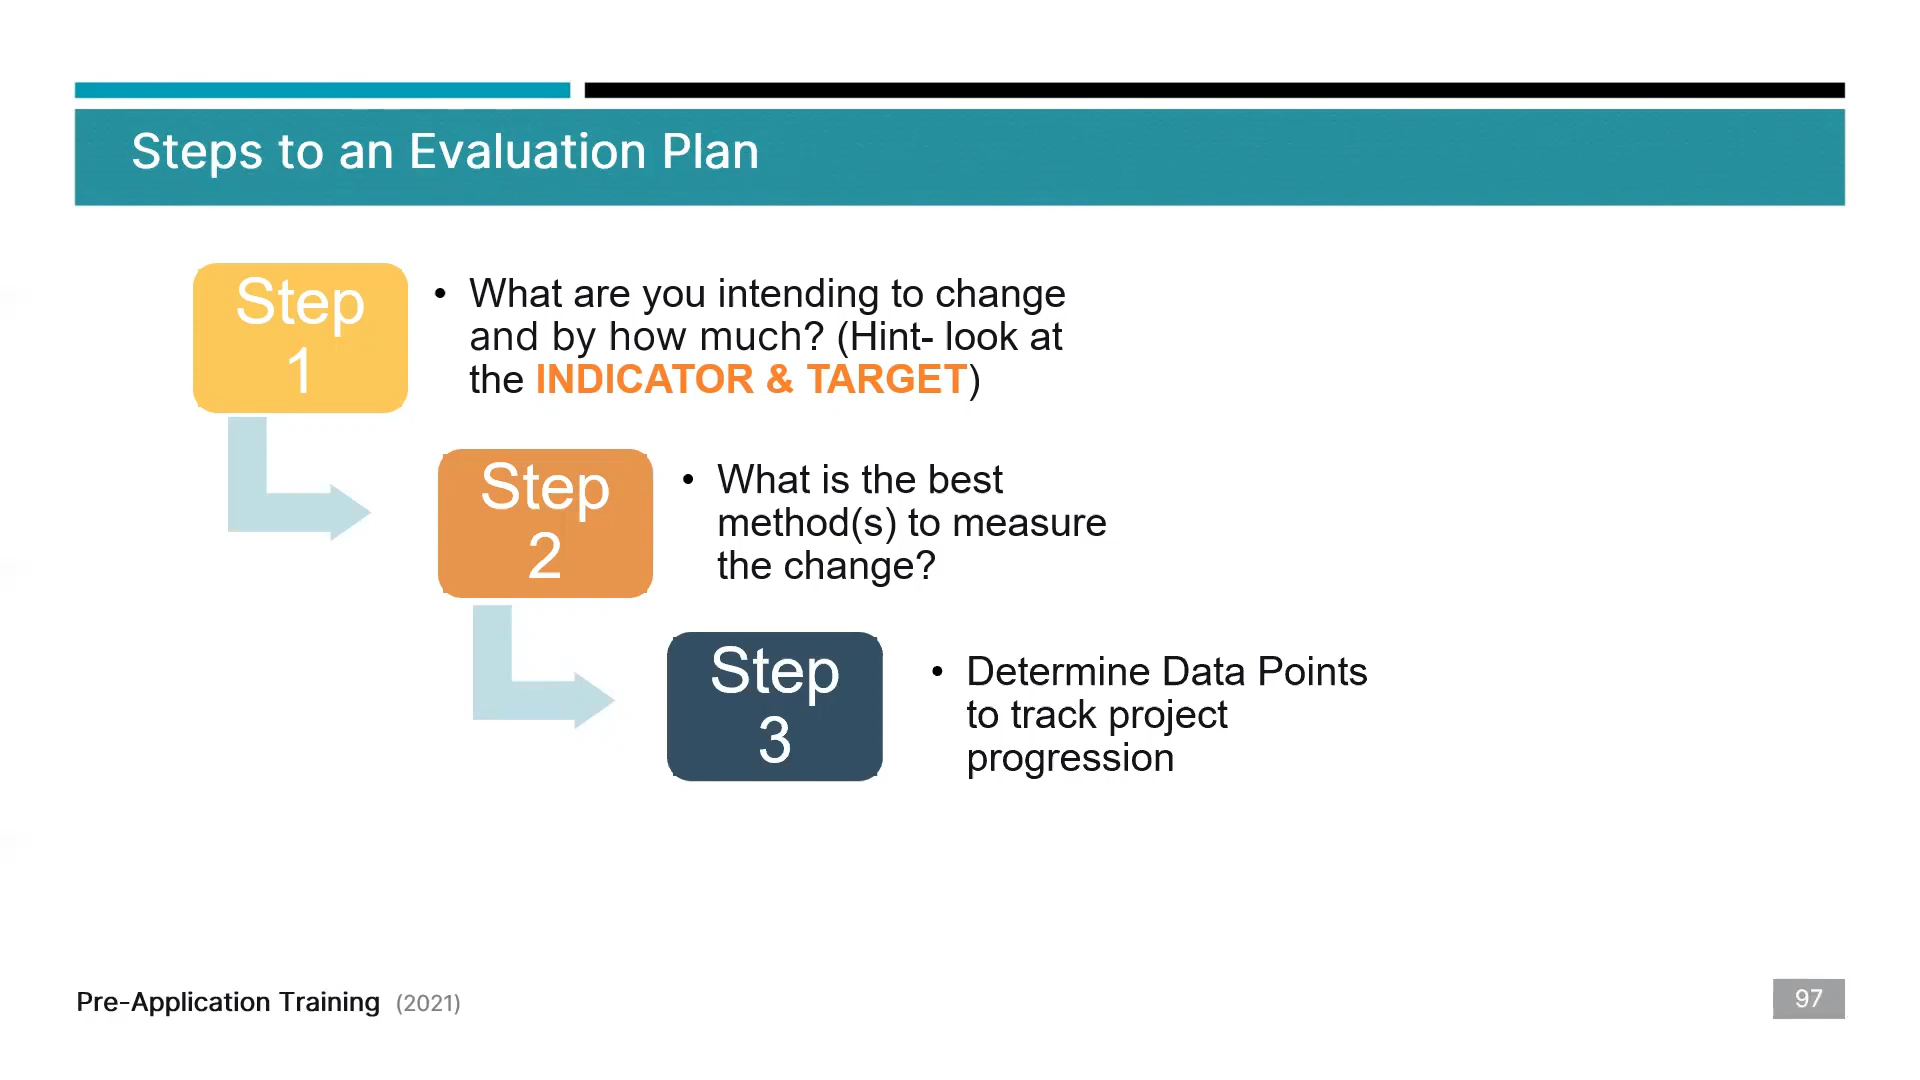 Steps to an Evaluation Plan
Step
1
• What are you intending to change
and by how much? (Hint- look at
the INDICATOR & TARGET)
Step
2
• What is the best
method(s) to measure
the change?
Step
3
• Determine Data Points
to track project
progression
Pre-Application Training (2021)
97